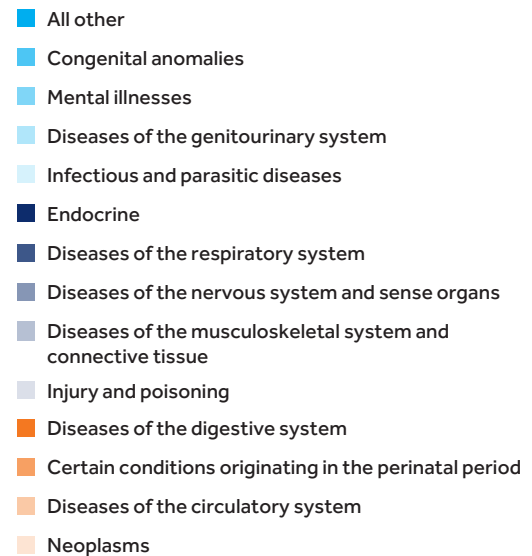 All other
Congenital anomalies
Mental illnesses
Diseases of the genitourinary system
Infectious and parasitic diseases
Endocrine
Diseases of the respiratory system
Diseases of the nervous system and sense organs
Diseases of the musculoskeletal system and
connective tissue
Injury and poisoning
Diseases of the digestive system
Certain conditions originating in the perinatal period
Diseases of the circulatory system
Neoplasms